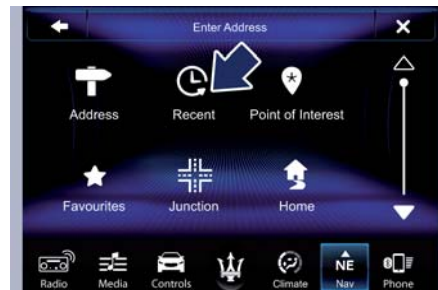 Enter Address
Address Recent Point of Interest
Favourites Junction Home
NE
Radio Media Controls Climate Nav Phone